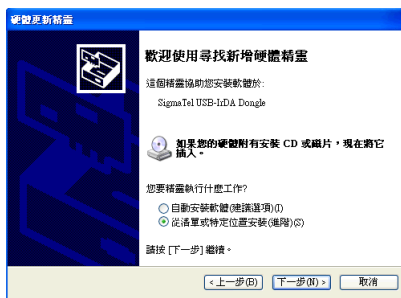 硬體更新精靈
歡迎使用尋找新增硬體精靈
這個精靈協助您安裝軟體於:
SigmaTel USB-IrDA Dongle
如果您的硬體附有安裝 CD 或磁片，現在將它
插入。
您要精靈執行什麼工作?
自動安裝軟體(建議選項)(I)
從清單或特定位置安裝(進階)(S)
請按 [下一步] 繼續。
<上一步(B) 下一步(N)> 取消